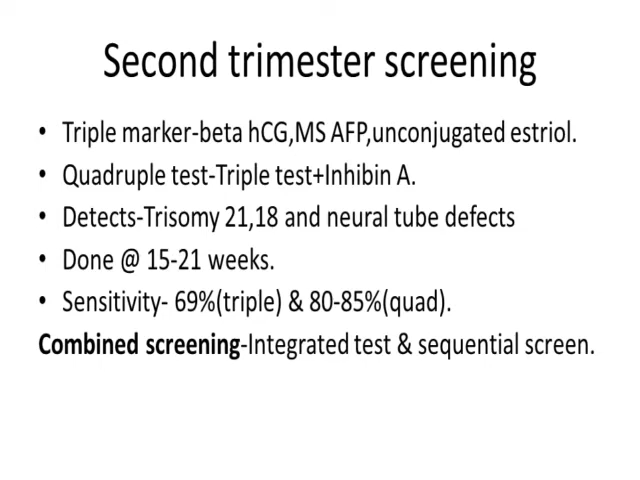 Second trimester screening
• Triple marker-beta hCG,MS AFP,unconjugated estriol.
• Quadruple test-Triple test+Inhibin A.
• Detects-Trisomy 21,18 and neural tube defects
• Done @ 15-21 weeks.
• Sensitivity- 69%(triple) & 80-85%(quad).
Combined screening-Integrated test & sequential screen.